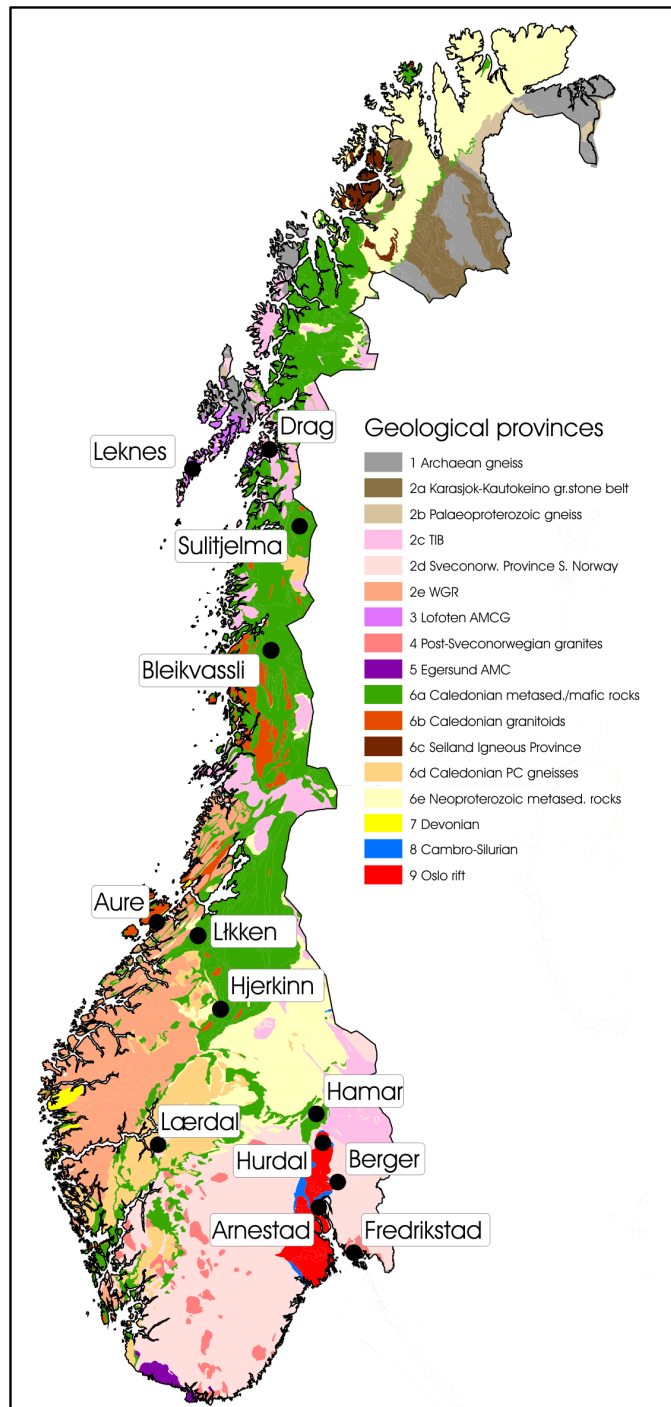 Drag
Leknes
Geological provinces
1 Archaean gneiss
2a Karasjok-Kautokeino gr.stone belt
2b Palaeoproterozoic gneiss
2c TIB
2d Sveconorw. Province S. Norway
2e WGR
3 Lofoten AMCG
4 Post-Sveconorwegian granites
5 Egersund AMC
6a Caledonian metased./mafic rocks
6b Caledonian granitoids
6c Seiland Igneous Province
6d Caledonian PC gneisses
6e Neoproterozoic metased. rocks
7 Devonian
8 Cambro-Silurian
9 Oslo rift
Sulitjelma
Bleikvassli
Aure
Łkken
Hjerkinn
Hamar
Lærdal
Hurdal
Berger
Arnestad
Fredrikstad